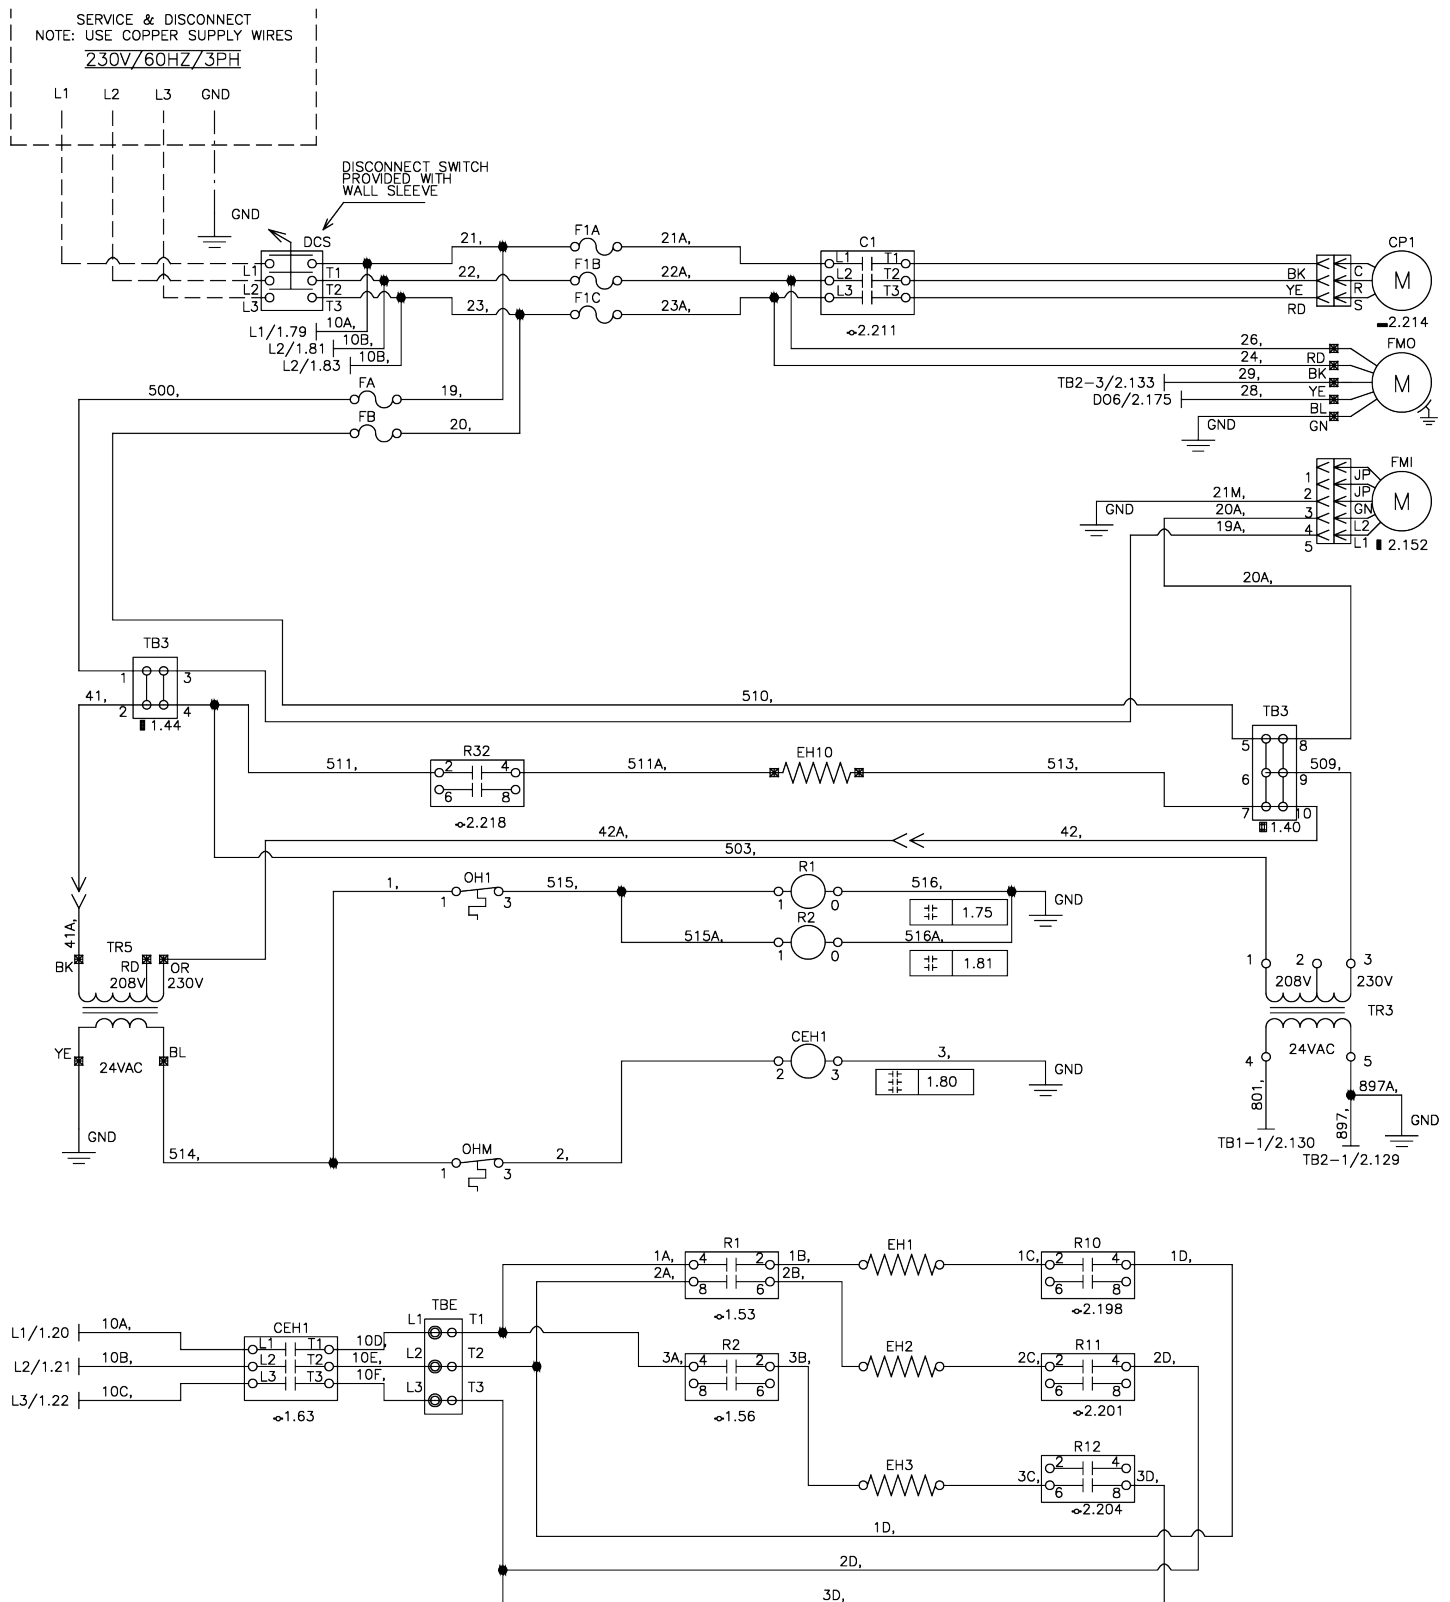 SERVICE & DISCONNECT
NOTE: USE COPPER SUPPLY WIRES
230V/60HZ/3PH
L1 L2 L3 GND
DISCONNECT SWITCH
PROVIDED WITH
WALL SLEEVE
GND
DCS
L1 T1
L2 T2
L3 T3
21, F1A 21A,
22, F1B 22A,
23, F1C 23A,
C1
L1 T1
L2 T2
L3 T3
2.211
CP1
M
BK C
YE R
RD S
2.214
L1/1.79 10A,
L2/1.81 10B,
L2/1.83 10B,
FMO
M
26, RD
24, BK
TB2-3/2.133 29, YE
DO6/2.175 28, BL
GND GN
500, FA 19,
FB 20,
FMI
M
1 JP
21M, 2 JP
GND
20A, 3 GN
19A, 4 L2
5 L1
2.152
20A,
TB3
1 3
41, 2 4
1.44
510,
TB3
5 8
6 9 509,
7 10
1.40
511, R32 511A, EH10 513,
2 4
6 8
2.218
42A, 42,
503,
1, OH1 515, R1 516,
1 3 1 0
GND
1.75
R2
515A, 516A,
1 0
1.81
41A,
TR5
BK RD OR
208V 230V
YE BL
24VAC
GND
514,
CEH1 3,
2 3
GND
1.80
OHM 2,
1 3
1 2 3
208V 230V
TR3
24VAC
4 5
801, 897A,
897,
GND
TB1-1/2.130
TB2-1/2.129
1A, R1 1B, EH1 1C, R10 1D,
4 2 2 4
2A, 8 6 2B, 6 8
1.53 2.198
L1/1.20 10A, CEH1 10D, TBE
L1 T1 L1 T1
L2/1.21 10B, L2 T2 10E, L2 T2
L3/1.22 10C, L3 T3 10F, L3 T3
1.63
3A, R2 3B, EH2 2C, R11 2D,
4 2 2 4
8 6 6 8
1.56 2.201
EH3 3C, R12 3D,
2 4
6 8
2.204
1D,
2D,
3D,